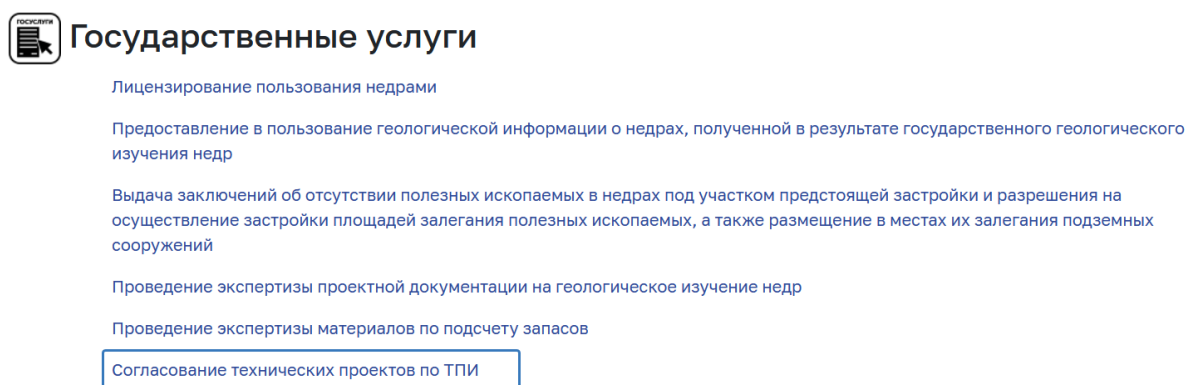 ГОСУСЛУГИ
Государственные услуги
Лицензирование пользования недрами
Предоставление в пользование геологической информации о недрах, полученной в результате государственного геологического
изучения недр
Выдача заключений об отсутствии полезных ископаемых в недрах под участком предстоящей застройки и разрешения на
осуществление застройки площадей залегания полезных ископаемых, а также размещение в местах их залегания подземных
сооружений
Проведение экспертизы проектной документации на геологическое изучение недр
Проведение экспертизы материалов по подсчету запасов
Согласование технических проектов по ТПИ